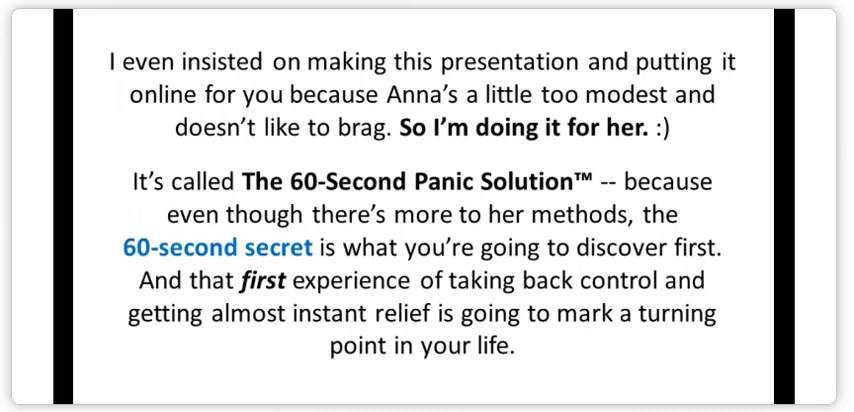 I even insisted on making this presentation and putting it
online for you because Anna’s a little too modest and
doesn’t like to brag. So I’m doing it for her. :)
It’s called The 60-Second Panic Solution™ -- because
even though there’s more to her methods, the
60-second secret is what you’re going to discover first.
And that first experience of taking back control and
getting almost instant relief is going to mark a turning
point in your life.